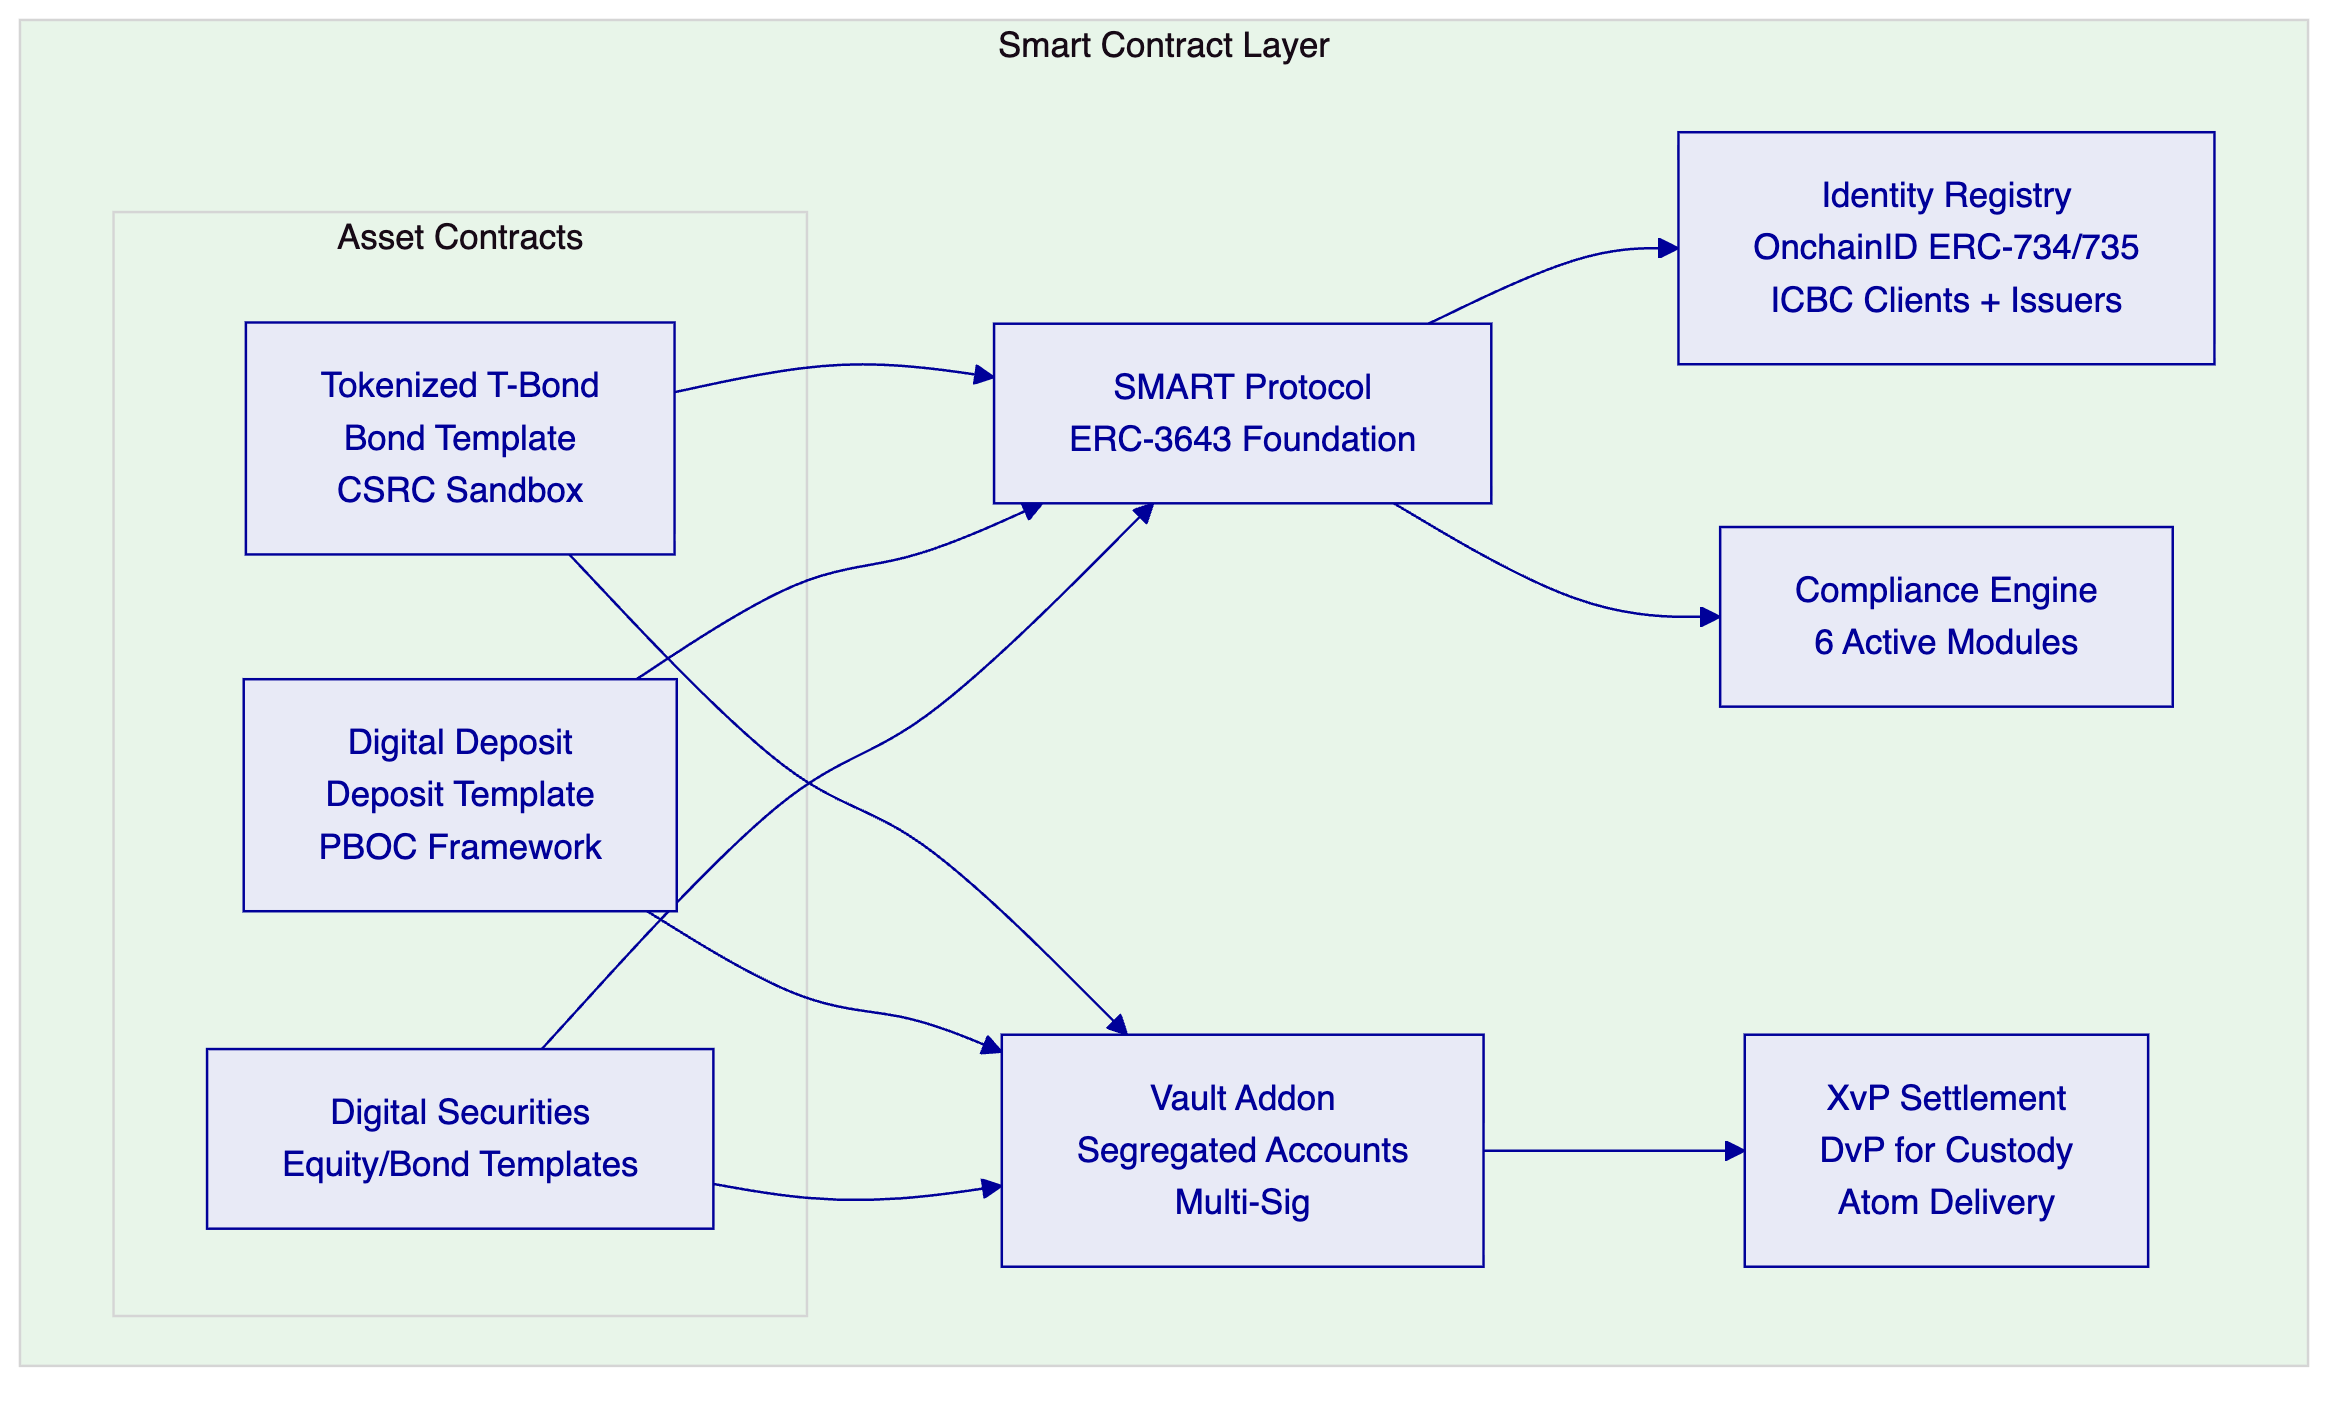 Smart Contract Layer
Asset Contracts
Tokenized T-Bond
Bond Template
CSRC Sandbox
Digital Deposit
Deposit Template
PBOC Framework
Digital Securities
Equity/Bond Templates
SMART Protocol
ERC-3643 Foundation
Vault Addon
Segregated Accounts
Multi-Sig
Identity Registry
OnchainID ERC-734/735
ICBC Clients + Issuers
Compliance Engine
6 Active Modules
XvP Settlement
DvP for Custody
Atom Delivery